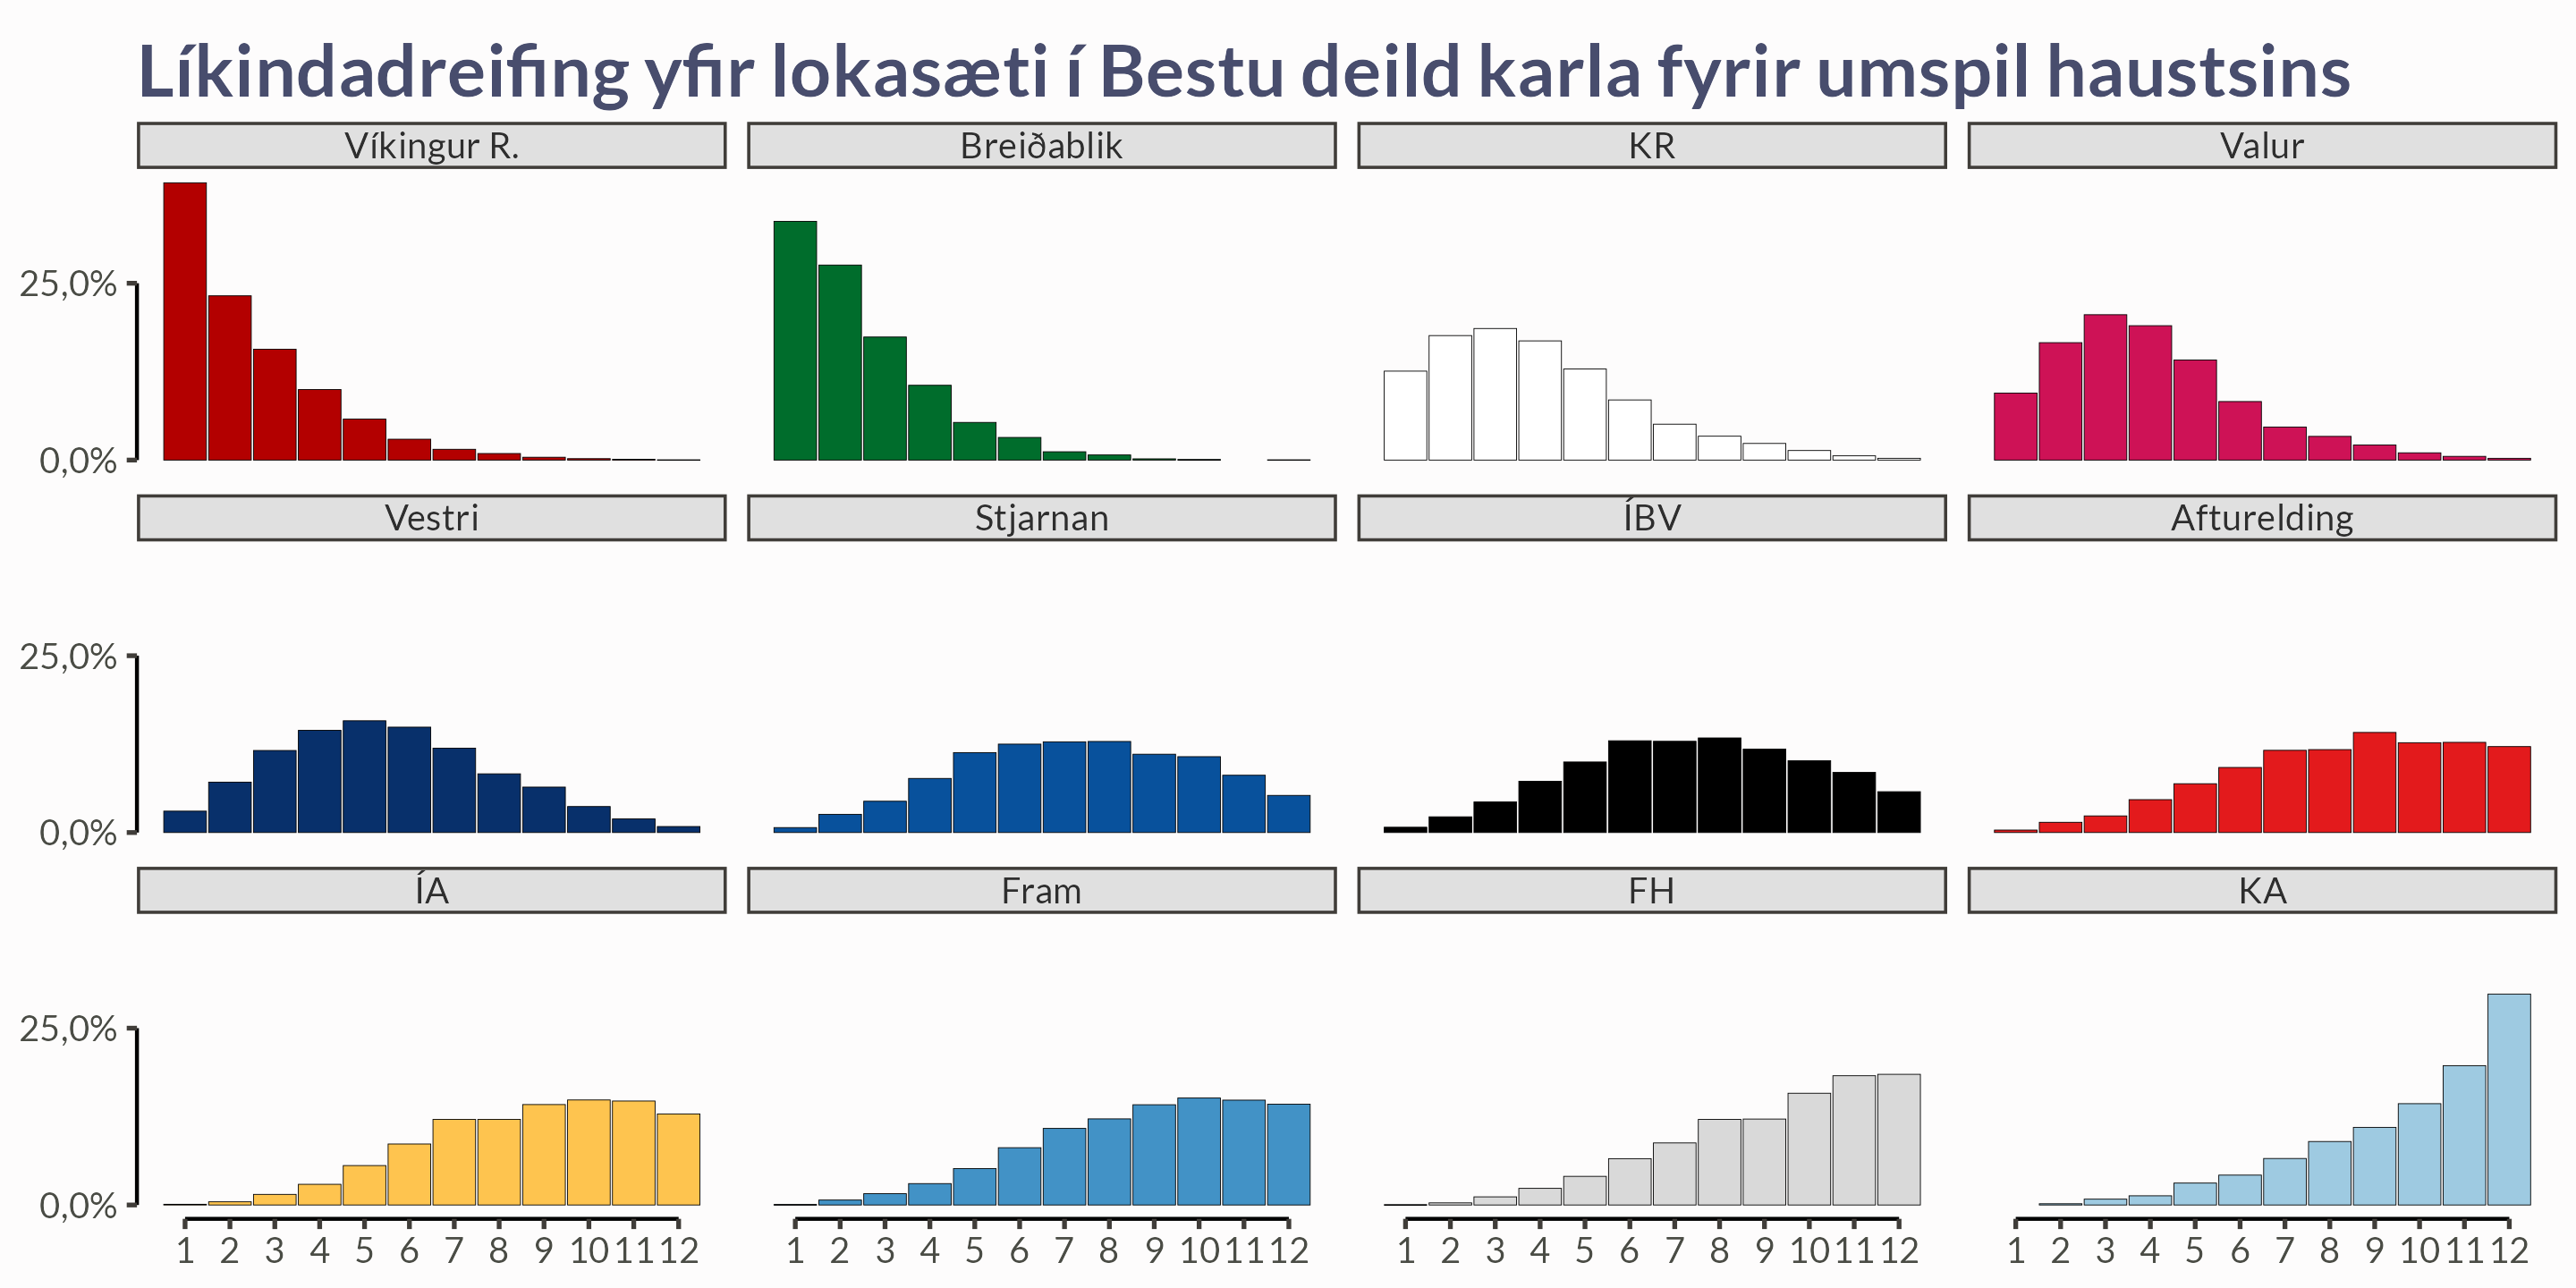 Líkindadreifing yfir lokasæti í Bestu deild karla fyrir umspil haustsins
Víkingur R. Breiðablik KR Valur
25,0%
0,0%
Vestri Stjarnan ÍBV Afturelding
25,0%
0,0%
ÍA Fram FH KA
25,0%
0,0%
1 2 3 4 5 6 7 8 9 10 11 12 1 2 3 4 5 6 7 8 9 10 11 12 1 2 3 4 5 6 7 8 9 10 11 12 1 2 3 4 5 6 7 8 9 10 11 12